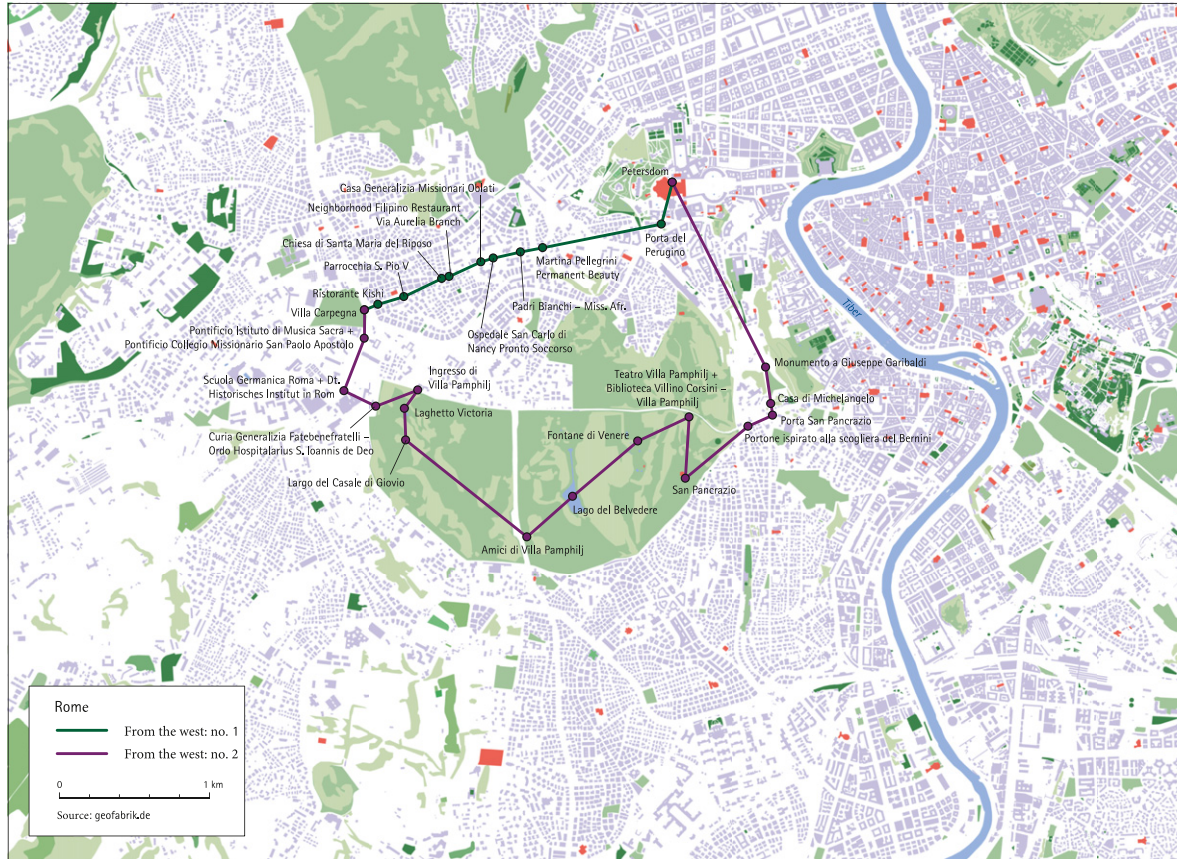 Petersdom
Casa Generalizia Missionari Oblati
Neighborhood Filipino Restaurant
Via Aurelia Branch
Chiesa di Santa Maria del Riposo
Parrocchia S. Pio V
Ristorante Kishi
Villa Carpegna
Porta del
Perugino
Martina Pellegrini
Permanent Beauty
Padri Bianchi – Miss. Afr.
Ospedale San Carlo di
Nancy Pronto Soccorso
Tiber
Pontificio Istituto di Musica Sacra +
Pontificio Collegio Missionario San Paolo Apostolo
Scuola Germanica Roma + Dt.
Historisches Institut in Rom
Ingresso di
Villa Pamphilj
Laghetto Victoria
Curia Generalizia Fatebenefratelli –
Ordo Hospitalarius S. Ioannis de Deo
Largo del Casale di Giovio
Teatro Villa Pamphilj +
Biblioteca Villino Corsini –
Villa Pamphilj
Monumento a Giuseppe Garibaldi
Casa di Michelangelo
Porta San Pancrazio
Portone ispirato alla scogliera del Bernini
Fontane di Venere
San Pancrazio
Lago del Belvedere
Amici di Villa Pamphilj
Rome
From the west: no. 1
From the west: no. 2
0 1 km
Source: geofabrik.de